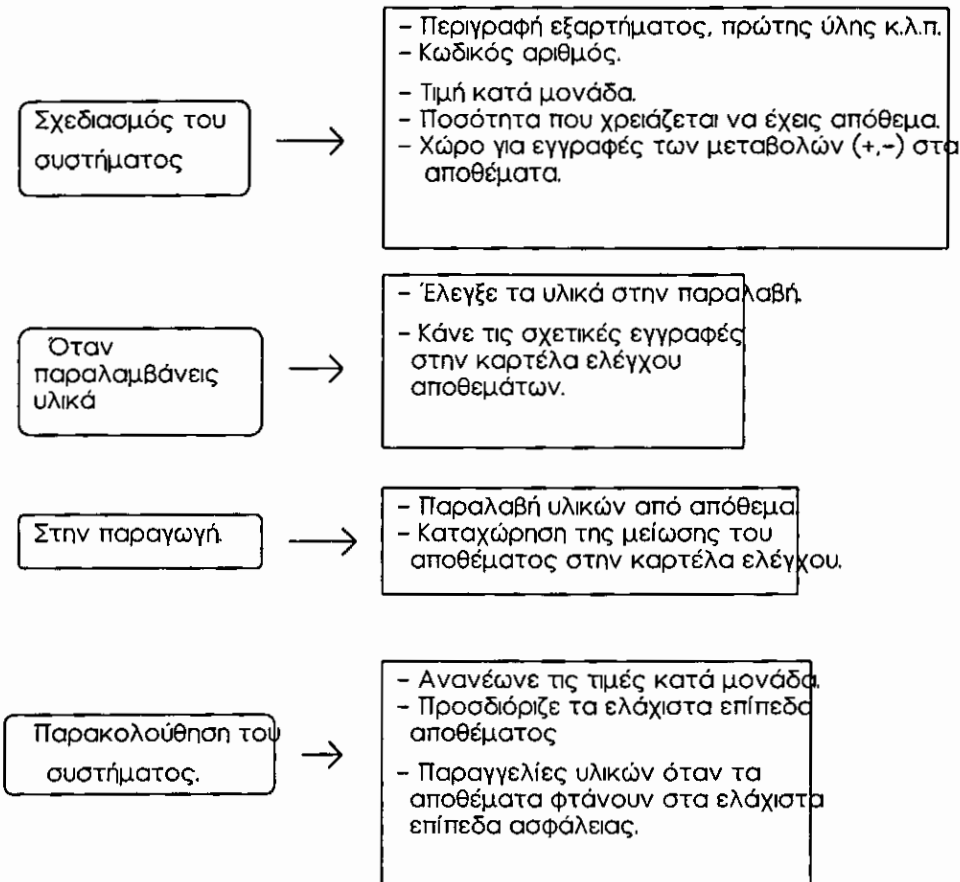 Σχεδιασμός του
συστήματος
– Περιγραφή εξαρτήματος, πρώτης ύλης κ.λ.π.
– Κωδικός αριθμός.
– Τιμή κατά μονάδα.
– Ποσότητα που χρειάζεται να έχεις απόθεμα.
– Χώρο για εγγραφές των μεταβολών (+,-) στα
αποθέματα.
Όταν
παραλαμβάνεις
υλικά
– Έλεγξε τα υλικά στην παραλαβή.
– Κάνε τις σχετικές εγγραφές
στην καρτέλα ελέγχου
αποθεμάτων.
Στην παραγωγή.
– Παραλαβή υλικών από απόθεμα.
– Καταχώρηση της μείωσης του
αποθέματος στην καρτέλα ελέγχου.
Παρακολούθηση του
συστήματος.
– Ανανέωνε τις τιμές κατά μονάδα.
– Προσδιόριζε τα ελάχιστα επίπεδα
αποθέματος
– Παραγγελίες υλικών όταν τα
αποθέματα φτάνουν στα ελάχιστα
επίπεδα ασφάλειας.